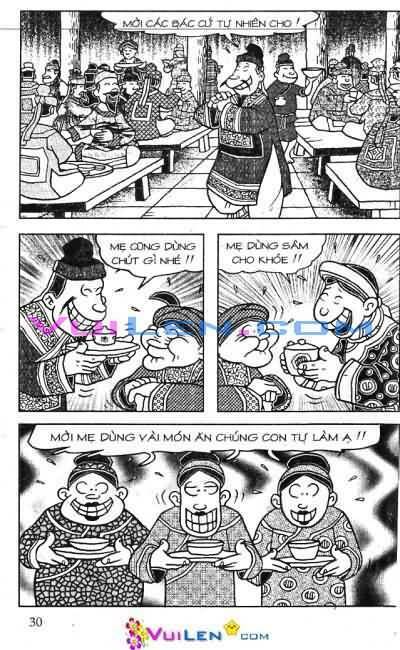 MỜI CÁC BÁC CỨ TỰ NHIÊN CHO!
MẸ CŨNG DÙNG
CHÚT GÌ NHÉ!!
MẸ DÙNG SÂM
CHO KHỎE!!
VUILEN.COM
MỜI MẸ DÙNG VÀI MÓN ĂN CHÚNG CON TỰ LÀM Ạ!!
30
VUILEN.COM